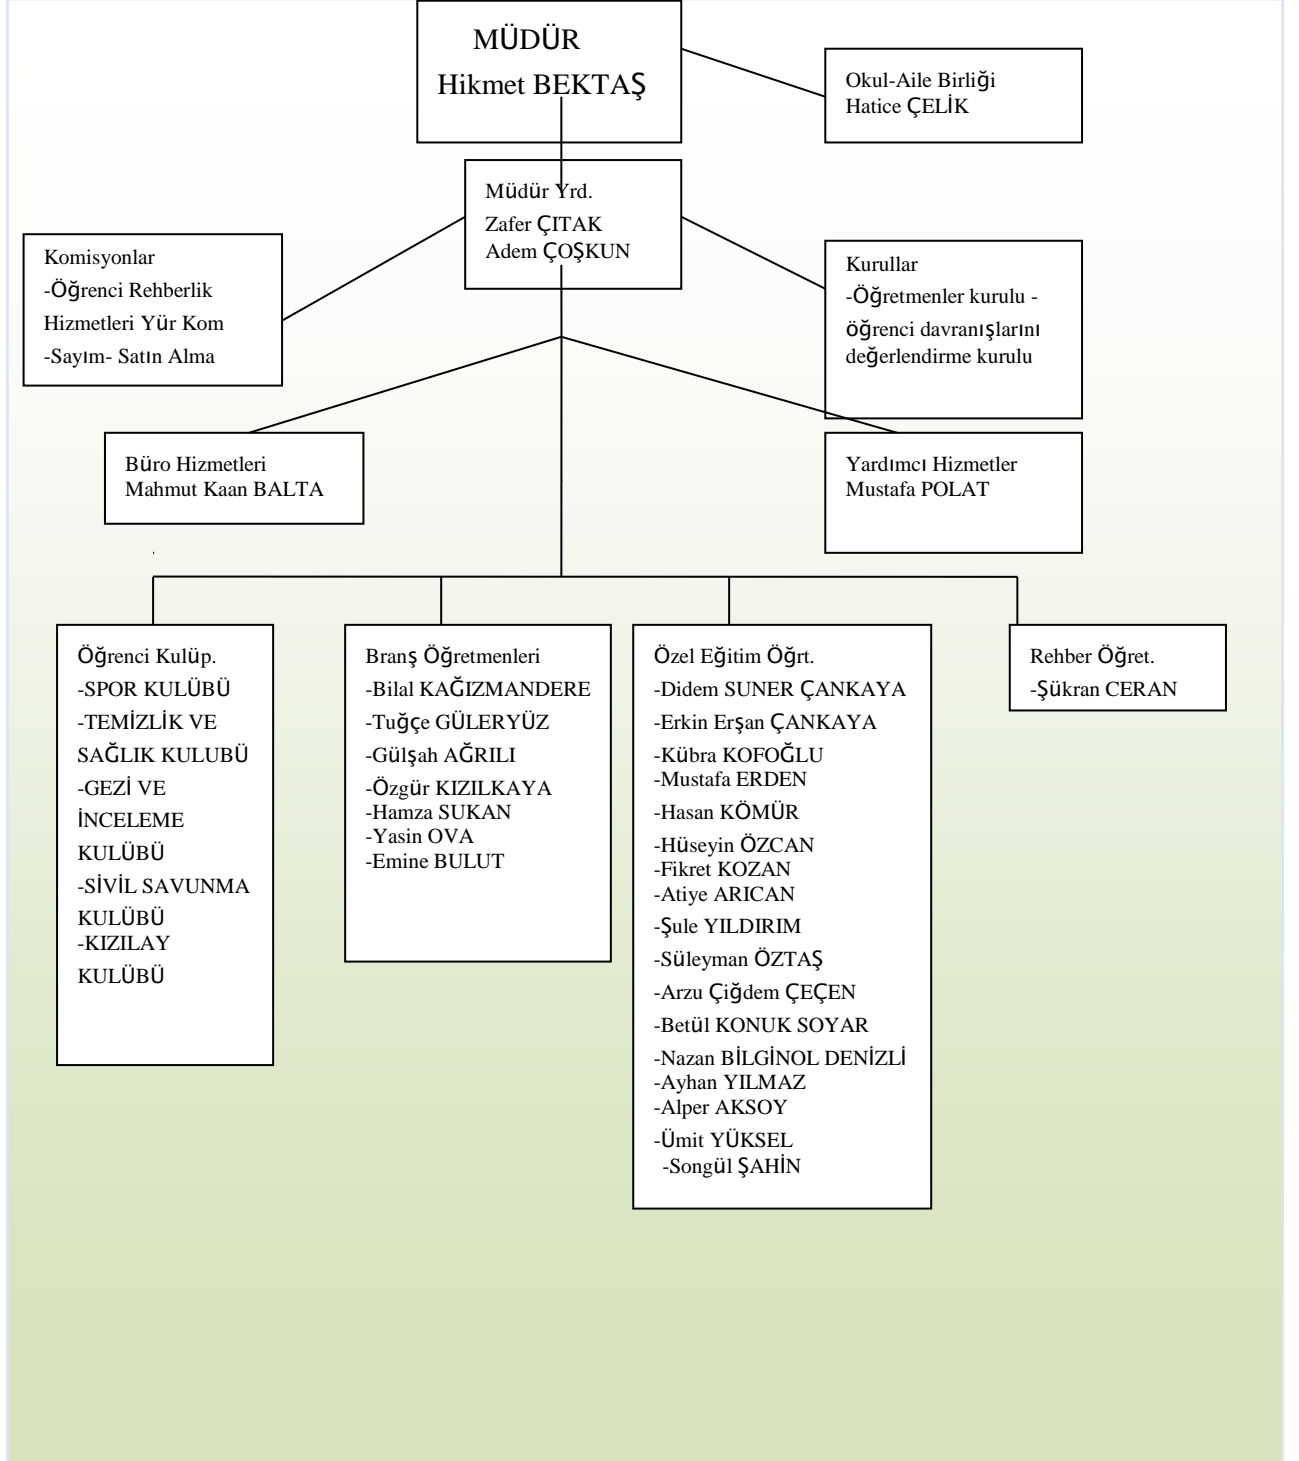 MÜDÜR
Hikmet BEKTAŞ
Okul-Aile Birliği
Hatice ÇELİK
Müdür Yrd.
Zafer ÇITAK
Adem ÇOŞKUN
Komisyonlar
-Öğrenci Rehberlik
Hizmetleri Yür Kom
-Sayım- Satın Alma
Kurullar
-Öğretmenler kurulu -
öğrenci davranışlarını
değerlendirme kurulu
Büro Hizmetleri
Mahmut Kaan BALTA
Yardımcı Hizmetler
Mustafa POLAT
Öğrenci Kulüp.
-SPOR KULÜBÜ
-TEMİZLİK VE
SAĞLIK KULUBÜ
-GEZİ VE
İNCELEME
KULÜBÜ
-SİVİL SAVUNMA
KULÜBÜ
-KIZILAY
KULÜBÜ
Branş Öğretmenleri
-Bilal KAĞIZMANDERE
-Tuğçe GÜLERYÜZ
-Gülşah AĞRILI
-Özgür KIZILKAYA
-Hamza SUKAN
-Yasin OVA
-Emine BULUT
Özel Eğitim Öğrt.
-Didem SUNER ÇANKAYA
-Erkin Erşan ÇANKAYA
-Kübra KOFOĞLU
-Mustafa ERDEN
-Hasan KÖMÜR
-Hüseyin ÖZCAN
-Fikret KOZAN
-Atiye ARICAN
-Şule YILDIRIM
-Süleyman ÖZTAŞ
-Arzu Çiğdem ÇEÇEN
-Betül KONUK SOYAR
-Nazan BİLGİNOL DENİZLİ
-Ayhan YILMAZ
-Alper AKSOY
-Ümit YÜKSEL
-Songül ŞAHİN
Rehber Öğret.
-Şükran CERAN